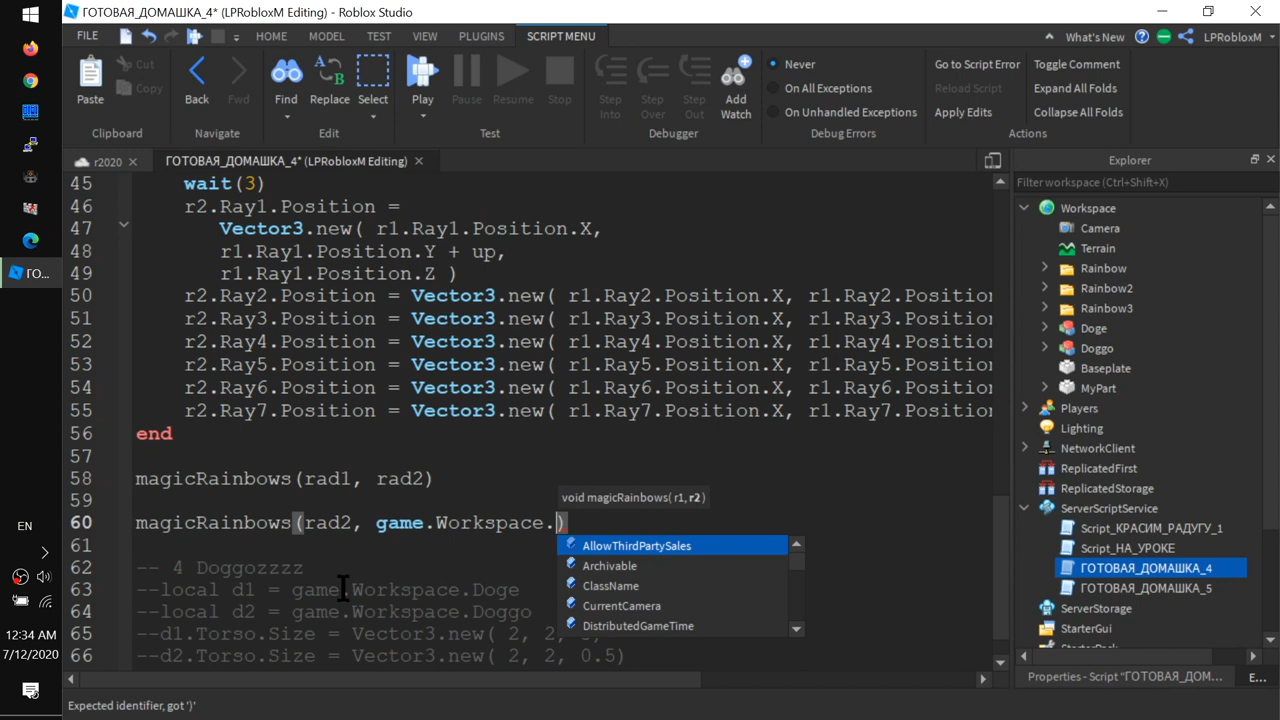 ГОТОВАЯ_ДОМАШКА_4* (LPRobloxM Editing) - Roblox Studio
FILE HOME MODEL TEST VIEW PLUGINS SCRIPT MENU What's New LPRobloxM
Paste Cut Copy Back Fwd Find Replace Select Play Pause Resume Stop Step Into Step Over Step Out Add Watch
Never
On All Exceptions
On Unhandled Exceptions
Go to Script Error
Reload Script
Apply Edits
Toggle Comment
Expand All Folds
Collapse All Folds
Clipboard Navigate Edit Test Debugger Debug Errors Actions
r2020 ГОТОВАЯ_ДОМАШКА_4* (LPRobloxM Editing)
45 wait(3)
46 r2.Ray1.Position =
47 Vector3.new( r1.Ray1.Position.X,
48 r1.Ray1.Position.Y + up,
49 r1.Ray1.Position.Z )
50 r2.Ray2.Position = Vector3.new( r1.Ray2.Position.X, r1.Ray2.Position
51 r2.Ray3.Position = Vector3.new( r1.Ray3.Position.X, r1.Ray3.Position
52 r2.Ray4.Position = Vector3.new( r1.Ray4.Position.X, r1.Ray4.Position
53 r2.Ray5.Position = Vector3.new( r1.Ray5.Position.X, r1.Ray5.Position
54 r2.Ray6.Position = Vector3.new( r1.Ray6.Position.X, r1.Ray6.Position
55 r2.Ray7.Position = Vector3.new( r1.Ray7.Position.X, r1.Ray7.Position
56 end
57
58 magicRainbows(rad1, rad2)
59
void magicRainbows( r1, r2 )
60 magicRainbows(rad2, game.Workspace.)
61
AllowThirdPartySales
Archivable
ClassName
CurrentCamera
DistributedGameTime
62 -- 4 Doggozzzz
63 --local d1 = game.Workspace.Doge
64 --local d2 = game.Workspace.Doggo
65 --d1.Torso.Size = Vector3.new( 2, 2,
66 --d2.Torso.Size = Vector3.new( 2, 2, 0.5)
Expected identifier, got ')'
Explorer
Filter workspace (Ctrl+Shift+X)
Workspace
Camera
Terrain
Rainbow
Rainbow2
Rainbow3
Doge
Doggo
Baseplate
MyPart
Players
Lighting
NetworkClient
ReplicatedFirst
ReplicatedStorage
ServerScriptService
Script_КРАСИМ_РАДУГУ_1
Script_НА_УРОКЕ
ГОТОВАЯ_ДОМАШКА_4
ГОТОВАЯ_ДОМАШКА_5
ServerStorage
StarterGui
StarterPack
Properties - Script "ГОТОВАЯ_ДОМ... E...
ГО...
EN
12:34 AM
7/12/2020